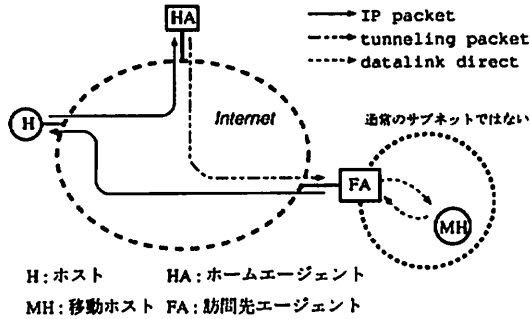 HA
IP packet
tunneling packet
datalink direct
H
Internet
通常のサブネットではない
FA
MH
H:ホスト HA:ホームエージェント
MH:移動ホスト FA:訪問先エージェント